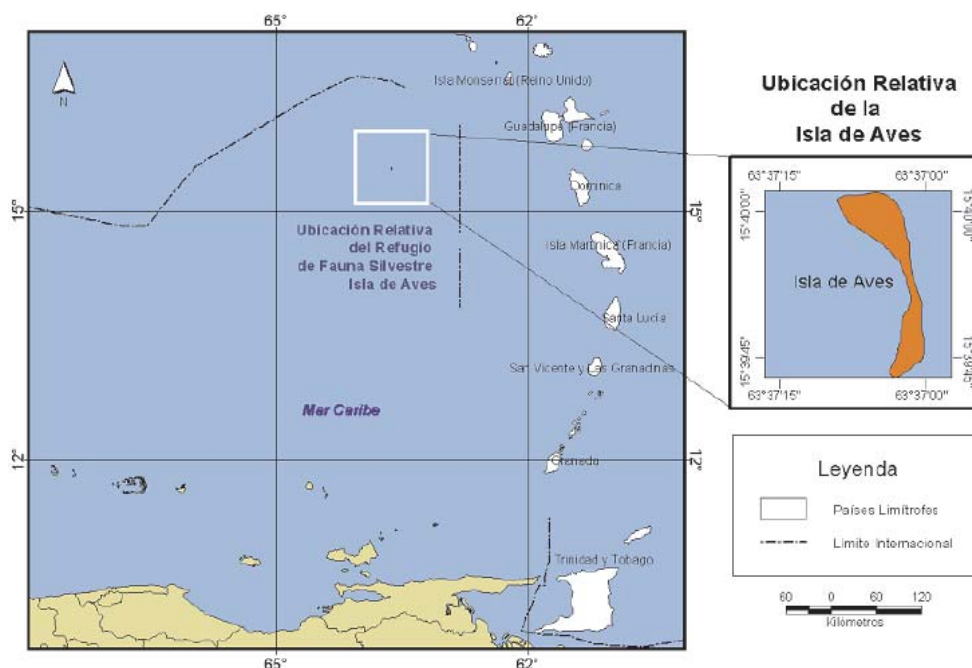 65°
62°
N
Isla Monserrat (Reino Unido)
Guadalupe (Francia)
Dominica
15°
15°
Ubicación Relativa
del Refugio
de Fauna Silvestre
Isla de Aves
Isla Martinica (Francia)
Santa Lucía
San Vicente y Las Granadinas
Mar Caribe
12°
12°
Granada
Trinidad y Tobago
65°
62°
Ubicación Relativa
de la
Isla de Aves
63°37'15"
63°37'00"
15°40'00"
15°40'00"
Isla de Aves
15°39'45"
15°39'45"
63°37'15"
63°37'00"
Leyenda
Países Limítrofes
Límite Internacional
60 0 60 120
Kilómetros